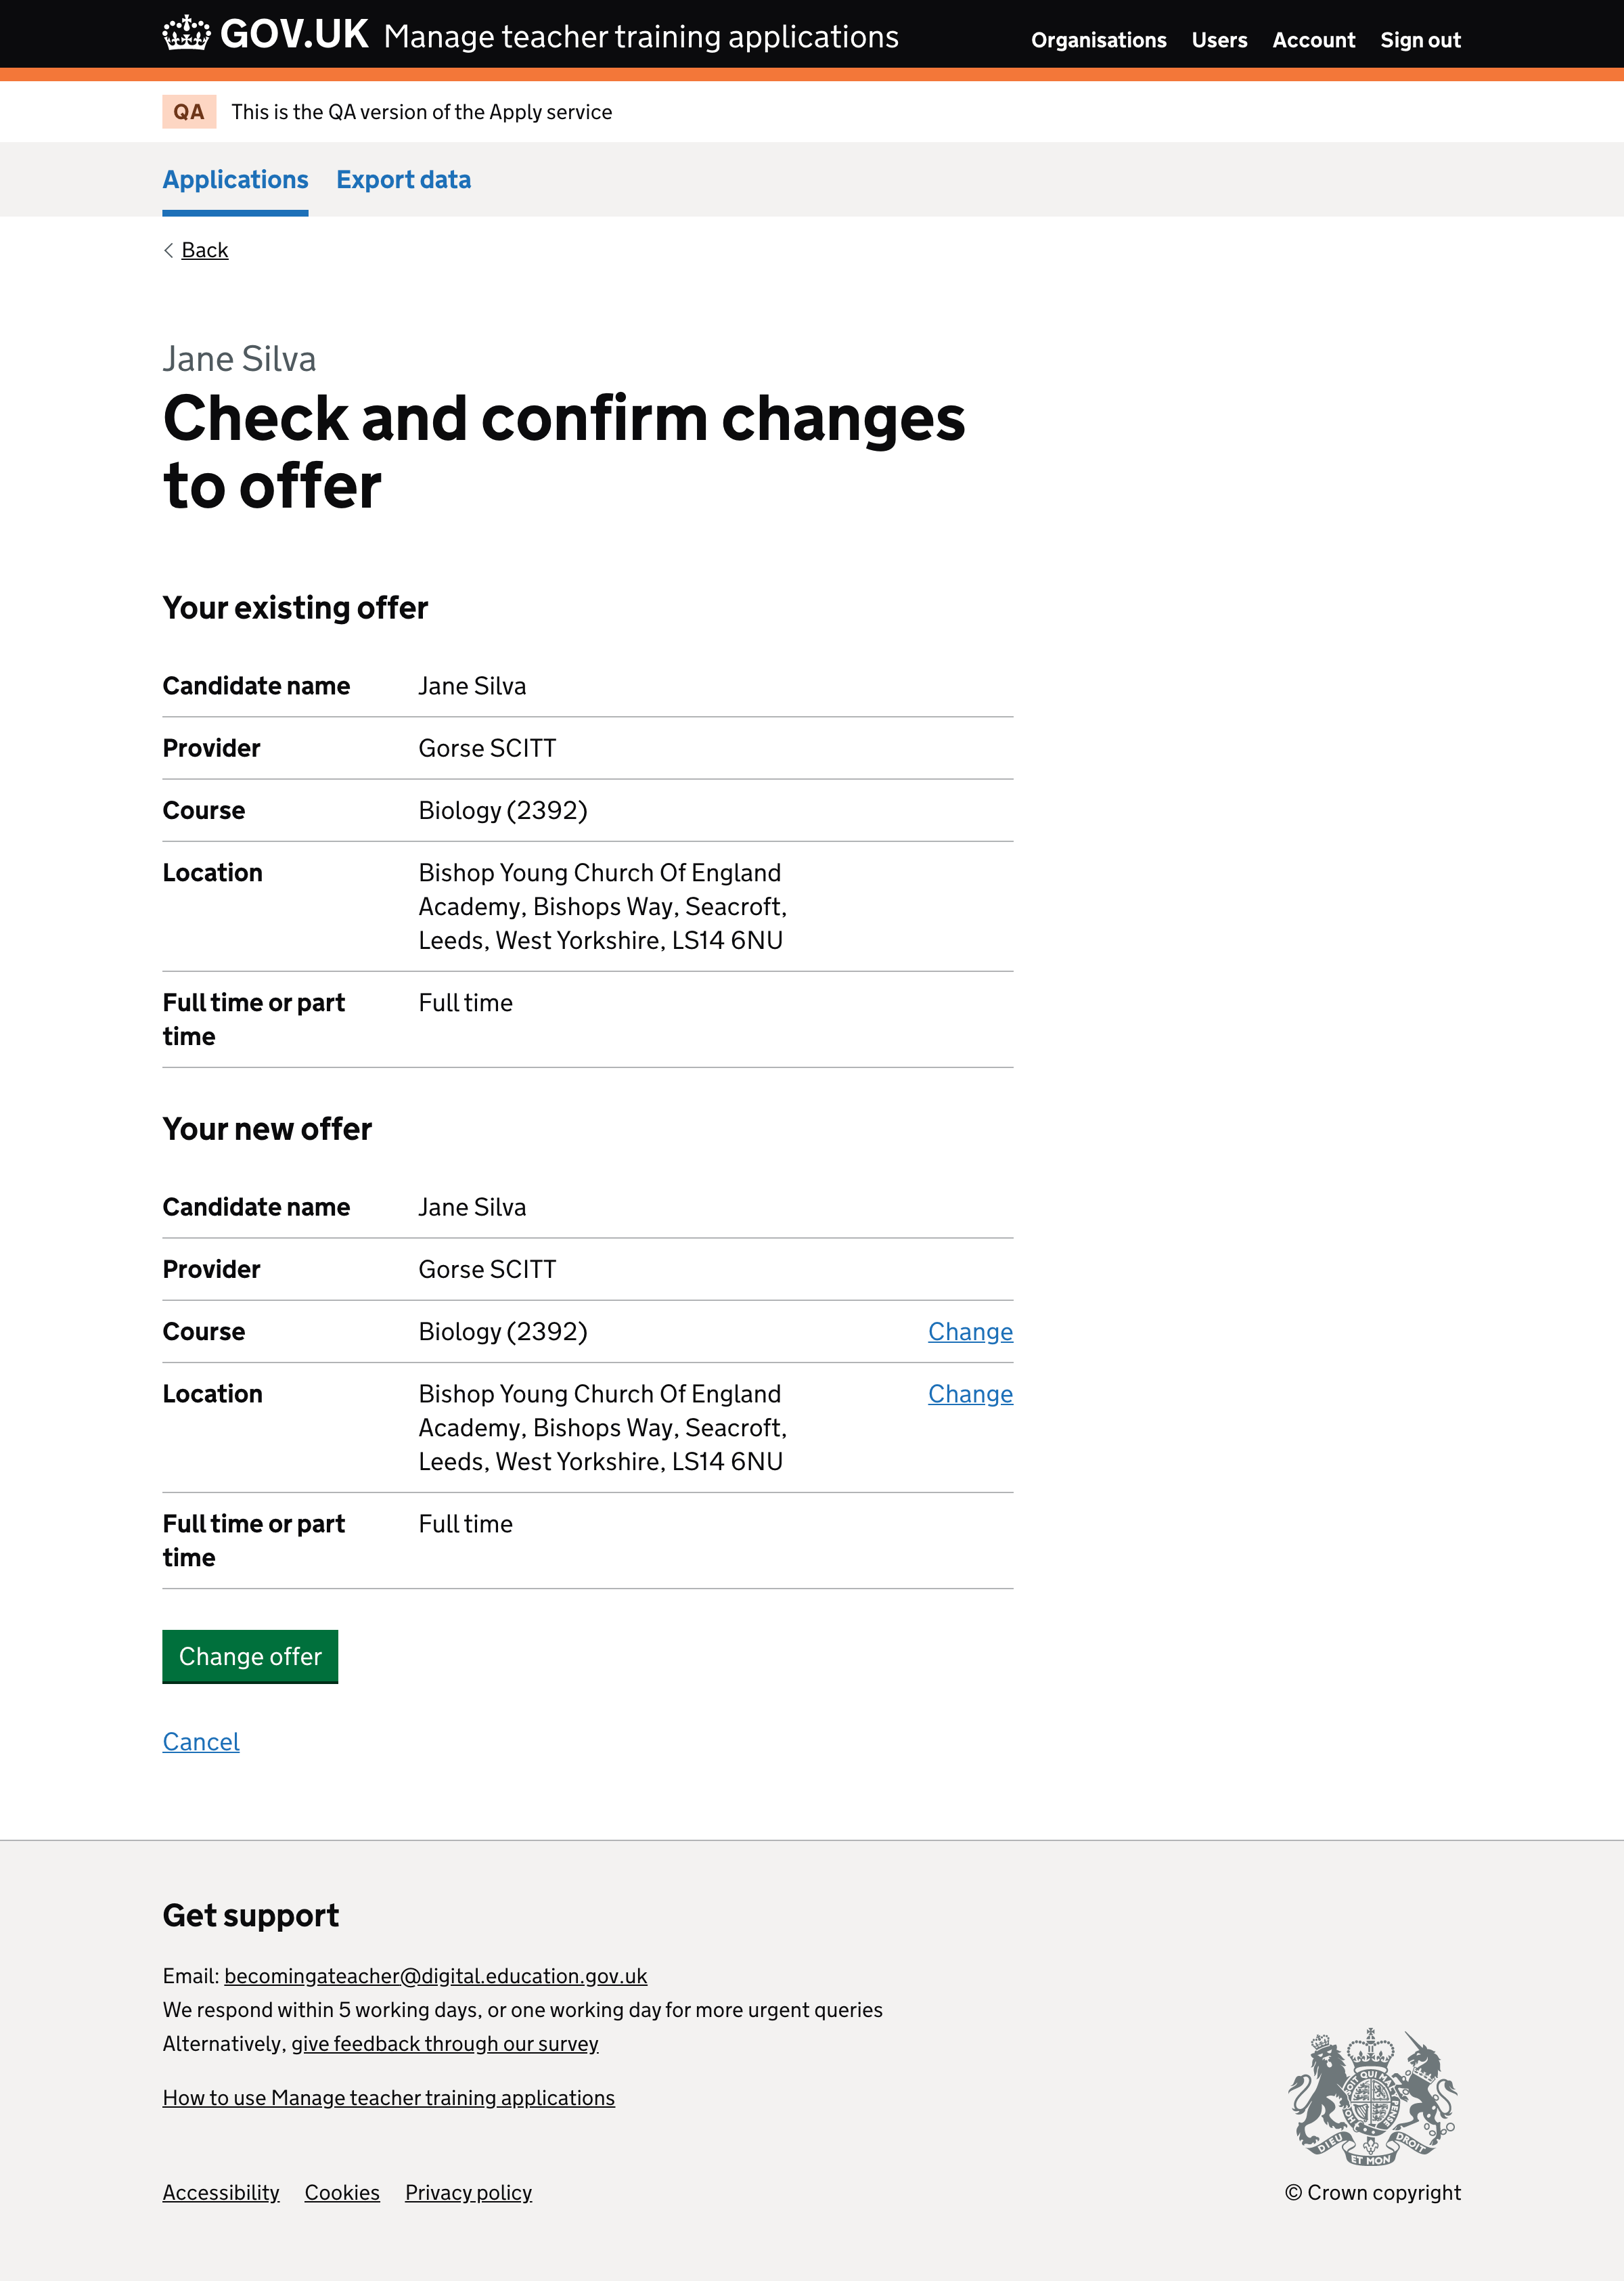 GOV.UK Manage teacher training applications Organisations Users Account Sign out
QA This is the QA version of the Apply service
Applications Export data
Back
Jane Silva
Check and confirm changes
to offer
Your existing offer
Candidate name Jane Silva
Provider Gorse SCITT
Course Biology (2392)
Location Bishop Young Church Of England
Academy, Bishops Way, Seacroft,
Leeds, West Yorkshire, LS14 6NU
Full time or part Full time
time
Your new offer
Candidate name Jane Silva
Provider Gorse SCITT
Course Biology (2392) Change
Location Bishop Young Church Of England Change
Academy, Bishops Way, Seacroft,
Leeds, West Yorkshire, LS14 6NU
Full time or part Full time
time
Change offer
Cancel
Get support
Email: becomingateacher@digital.education.gov.uk
We respond within 5 working days, or one working day for more urgent queries
Alternatively, give feedback through our survey
How to use Manage teacher training applications
DIEU ET MON DROIT
Accessibility Cookies Privacy policy © Crown copyright